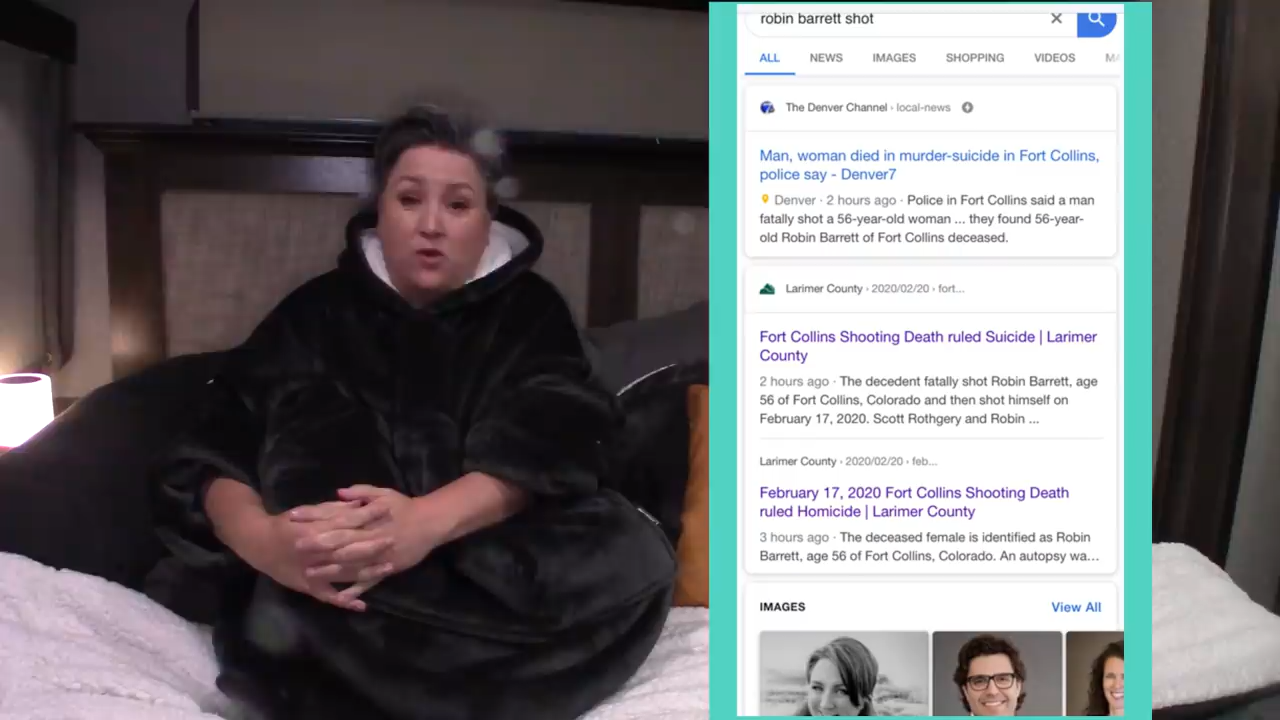 robin barrett shot
ALL NEWS IMAGES SHOPPING VIDEOS
The Denver Channel › local-news
Man, woman died in murder-suicide in Fort Collins,
police say - Denver7
Denver · 2 hours ago · Police in Fort Collins said a man
fatally shot a 56-year-old woman ... they found 56-year-
old Robin Barrett of Fort Collins deceased.
Larimer County › 2020/02/20 › fort...
Fort Collins Shooting Death ruled Suicide | Larimer
County
2 hours ago · The decedent fatally shot Robin Barrett, age
56 of Fort Collins, Colorado and then shot himself on
February 17, 2020. Scott Rothgery and Robin ...
Larimer County › 2020/02/20 › feb...
February 17, 2020 Fort Collins Shooting Death
ruled Homicide | Larimer County
3 hours ago · The deceased female is identified as Robin
Barrett, age 56 of Fort Collins, Colorado. An autopsy wa...
IMAGES View All